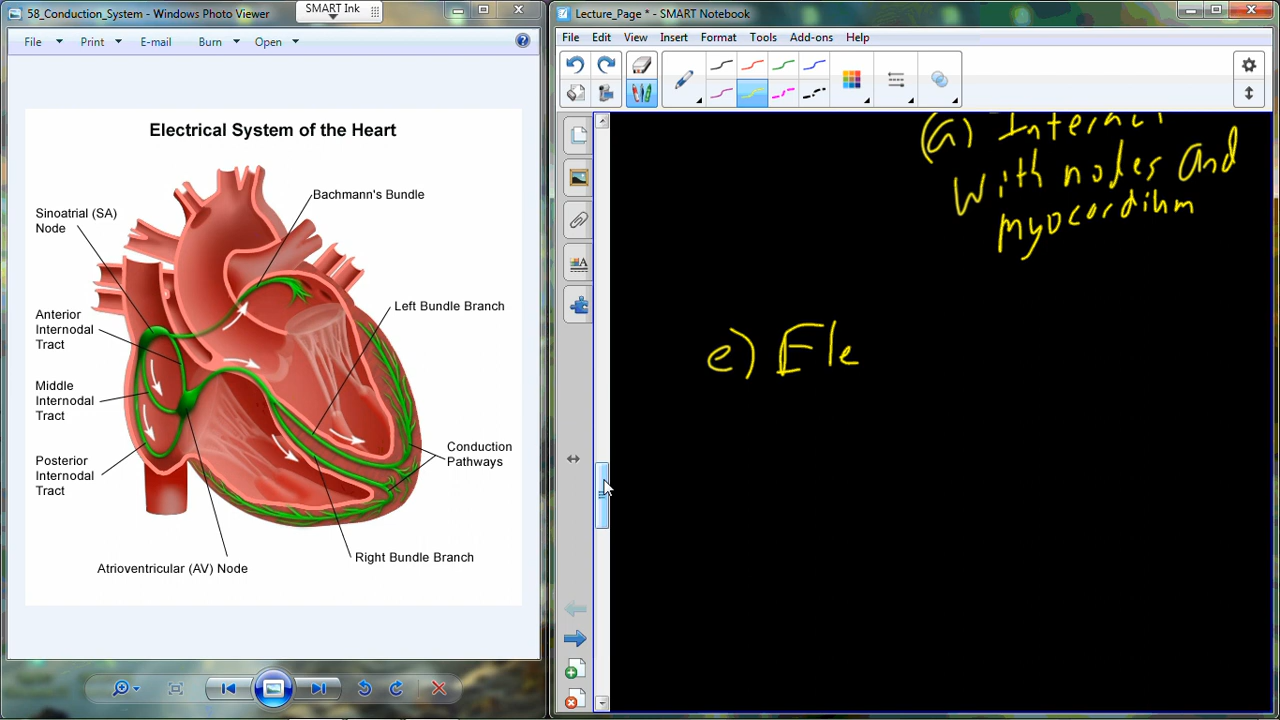 58_Conduction_System - Windows Photo Viewer
SMART Ink
File
Print
E-mail
Burn
Open
Electrical System of the Heart
Bachmann's Bundle
Sinoatrial (SA)
Node
Left Bundle Branch
Anterior
Internodal
Tract
Middle
Internodal
Tract
Conduction
Pathways
Posterior
Internodal
Tract
Right Bundle Branch
Atrioventricular (AV) Node
Lecture_Page * - SMART Notebook
File Edit View Insert Format Tools Add-ons Help
(a) Interact
With nodes and
myocardium
e) Ele